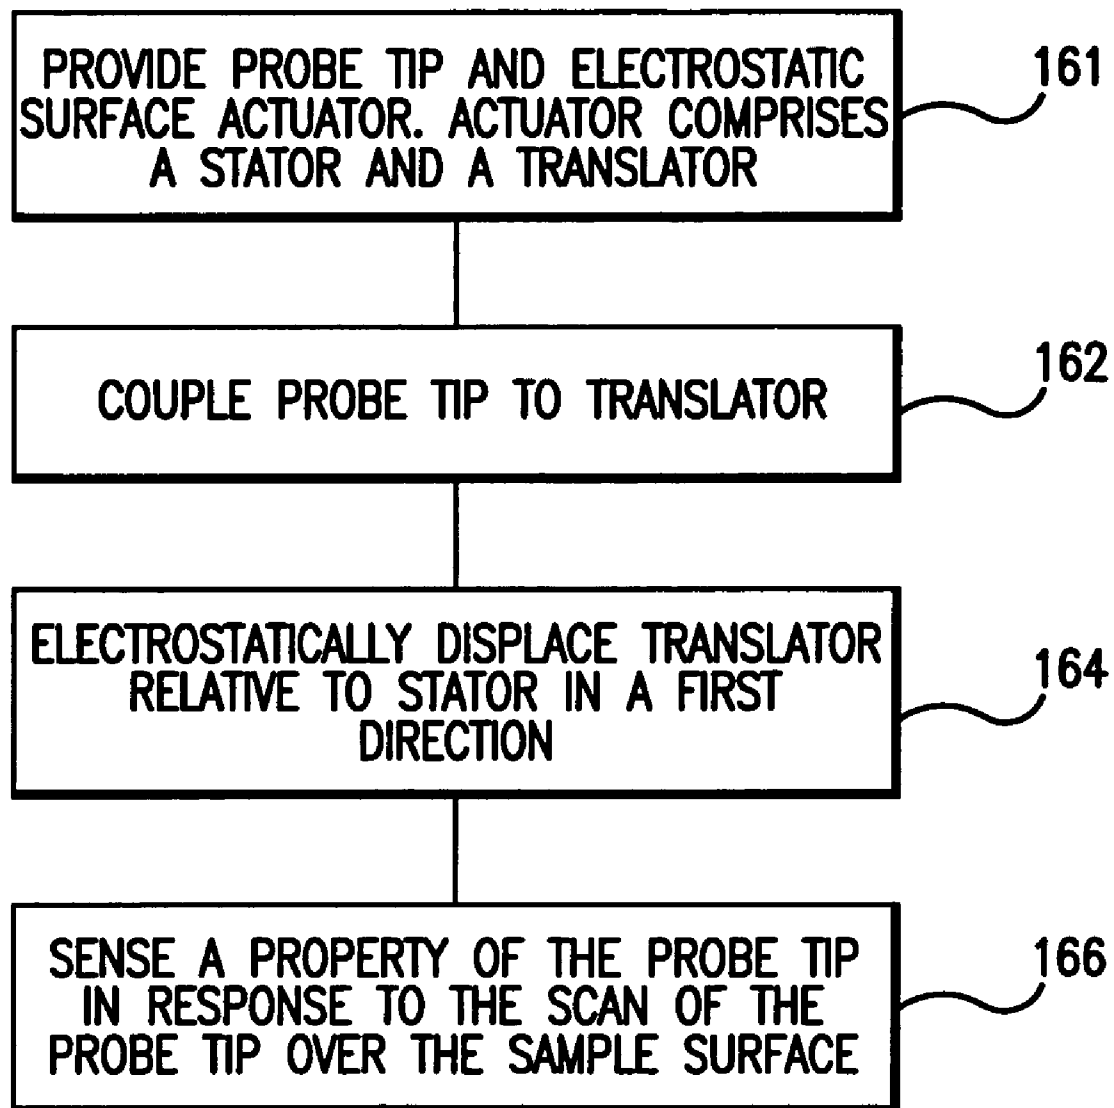 PROVIDE PROBE TIP AND ELECTROSTATIC
SURFACE ACTUATOR. ACTUATOR COMPRISES
A STATOR AND A TRANSLATOR
161
COUPLE PROBE TIP TO TRANSLATOR
162
ELECTROSTATICALLY DISPLACE TRANSLATOR
RELATIVE TO STATOR IN A FIRST
DIRECTION
164
SENSE A PROPERTY OF THE PROBE TIP
IN RESPONSE TO THE SCAN OF THE
PROBE TIP OVER THE SAMPLE SURFACE
166